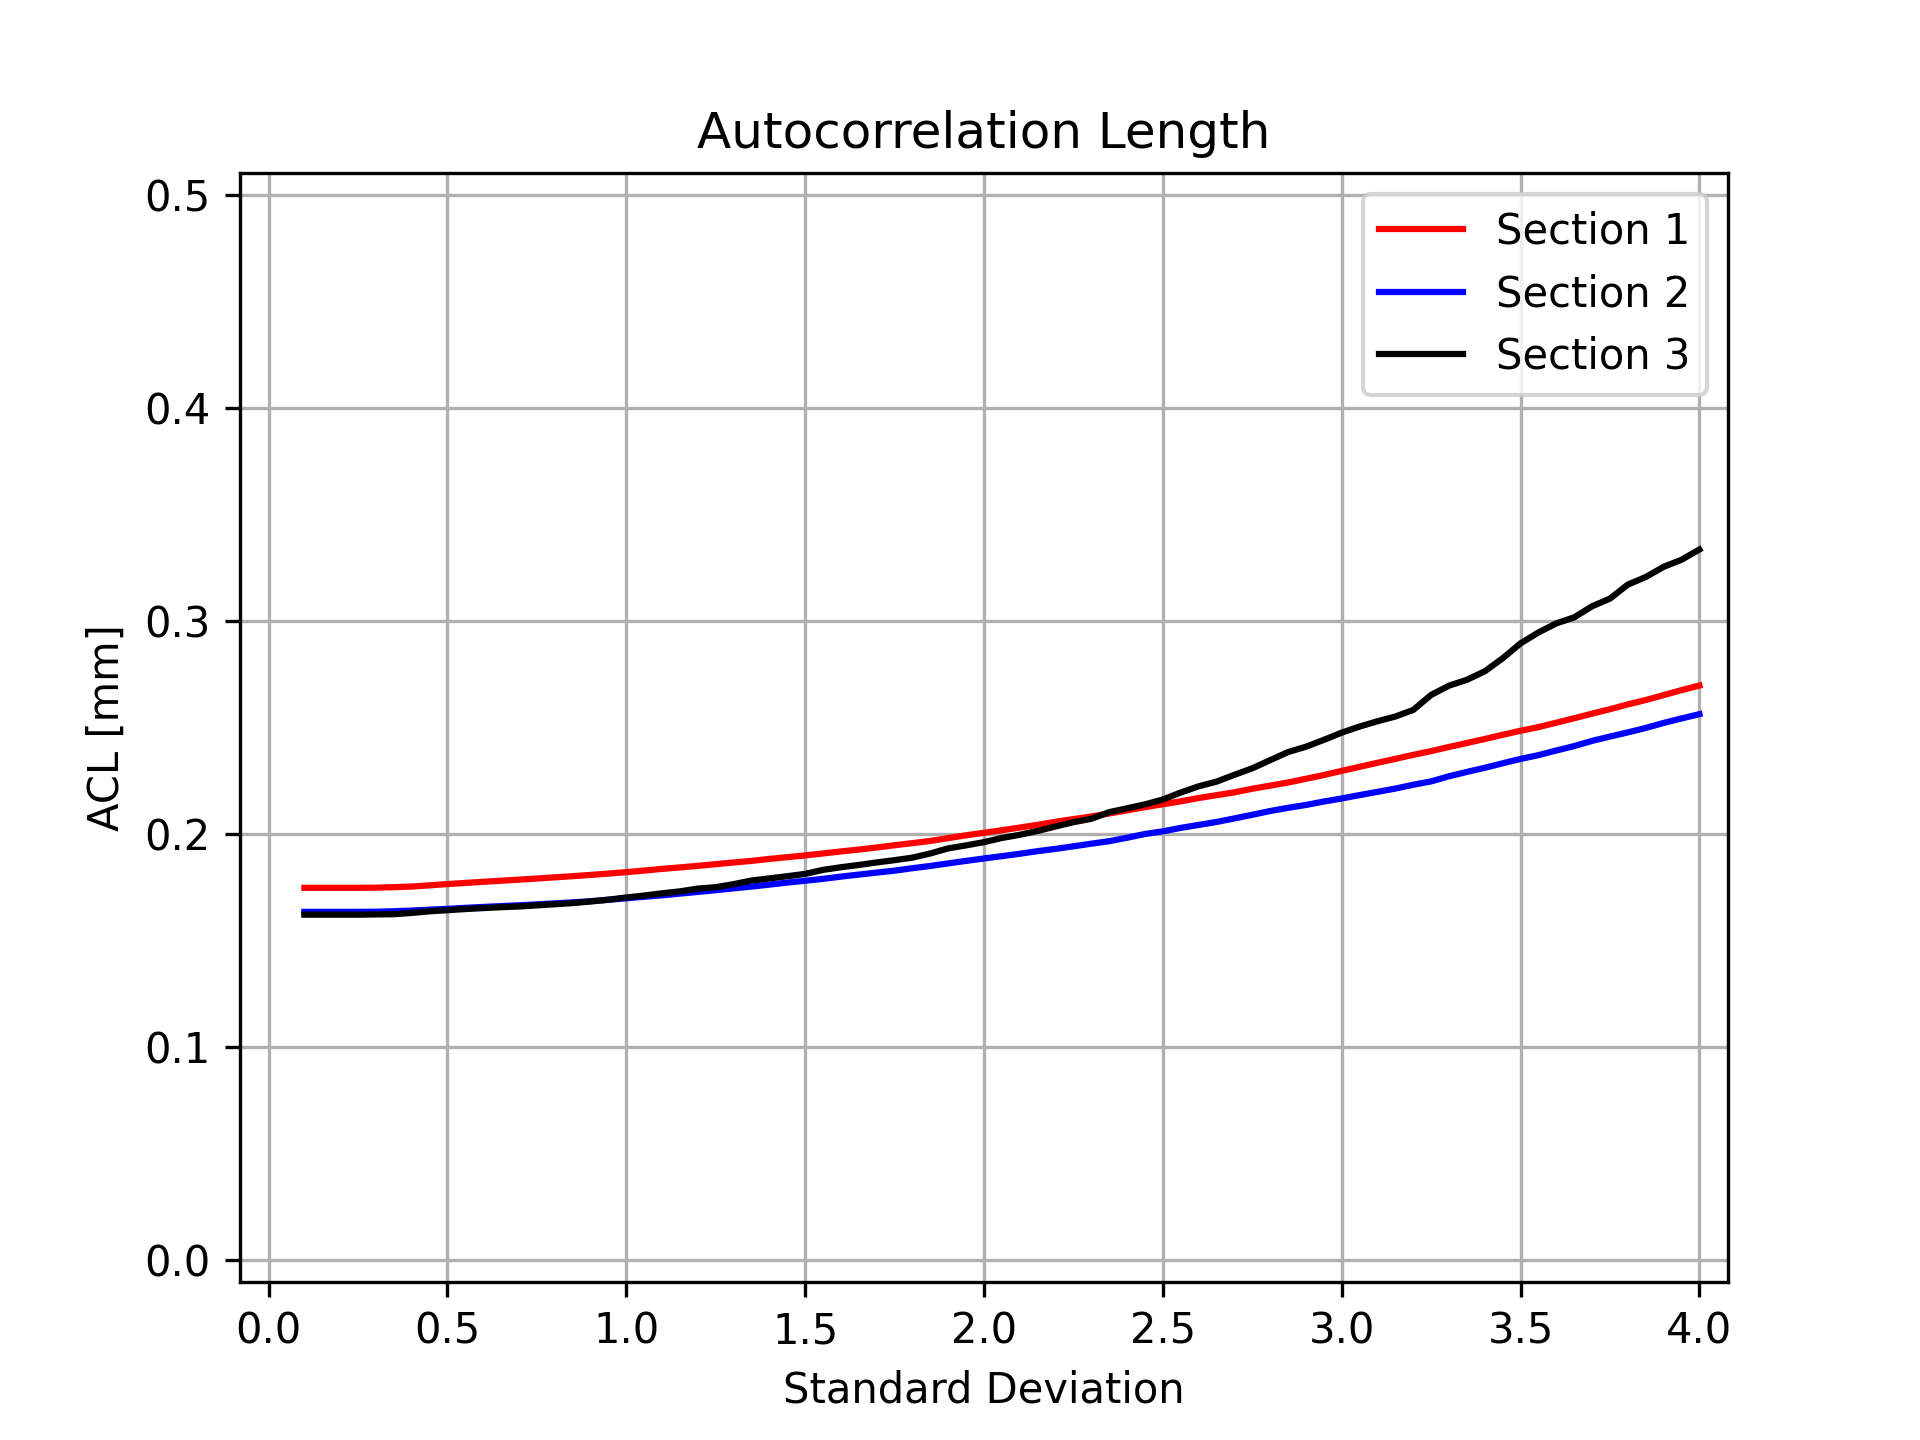 Autocorrelation Length
0.5
0.4
0.3
0.2
0.1
0.0
ACL [mm]
Section 1
Section 2
Section 3
0.0 0.5 1.0 1.5 2.0 2.5 3.0 3.5 4.0
Standard Deviation